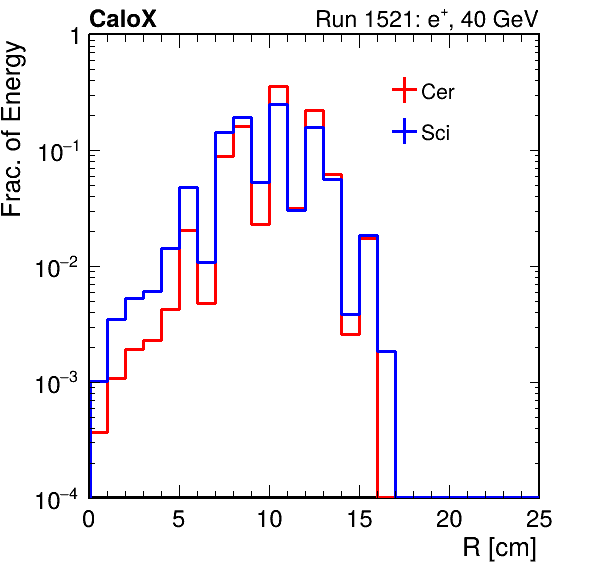 CaloX Run 1521: e⁺, 40 GeV
Frac. of Energy
1
10⁻¹
10⁻²
10⁻³
10⁻⁴
Cer
Sci
0 5 10 15 20 25
R [cm]